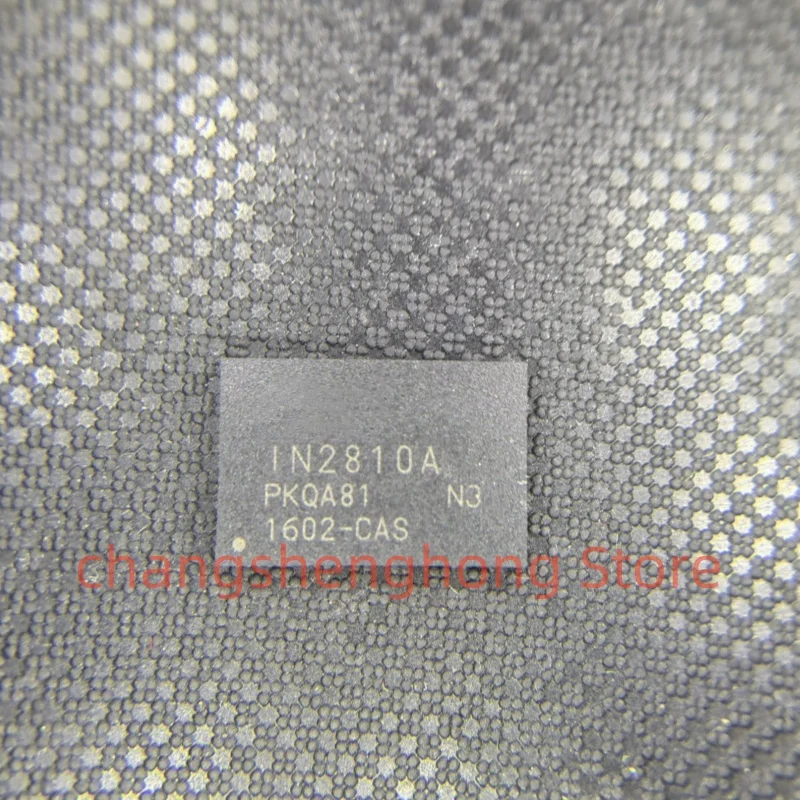 IN2810A
PKQA81 N3
1602-CAS
changshenghong Store